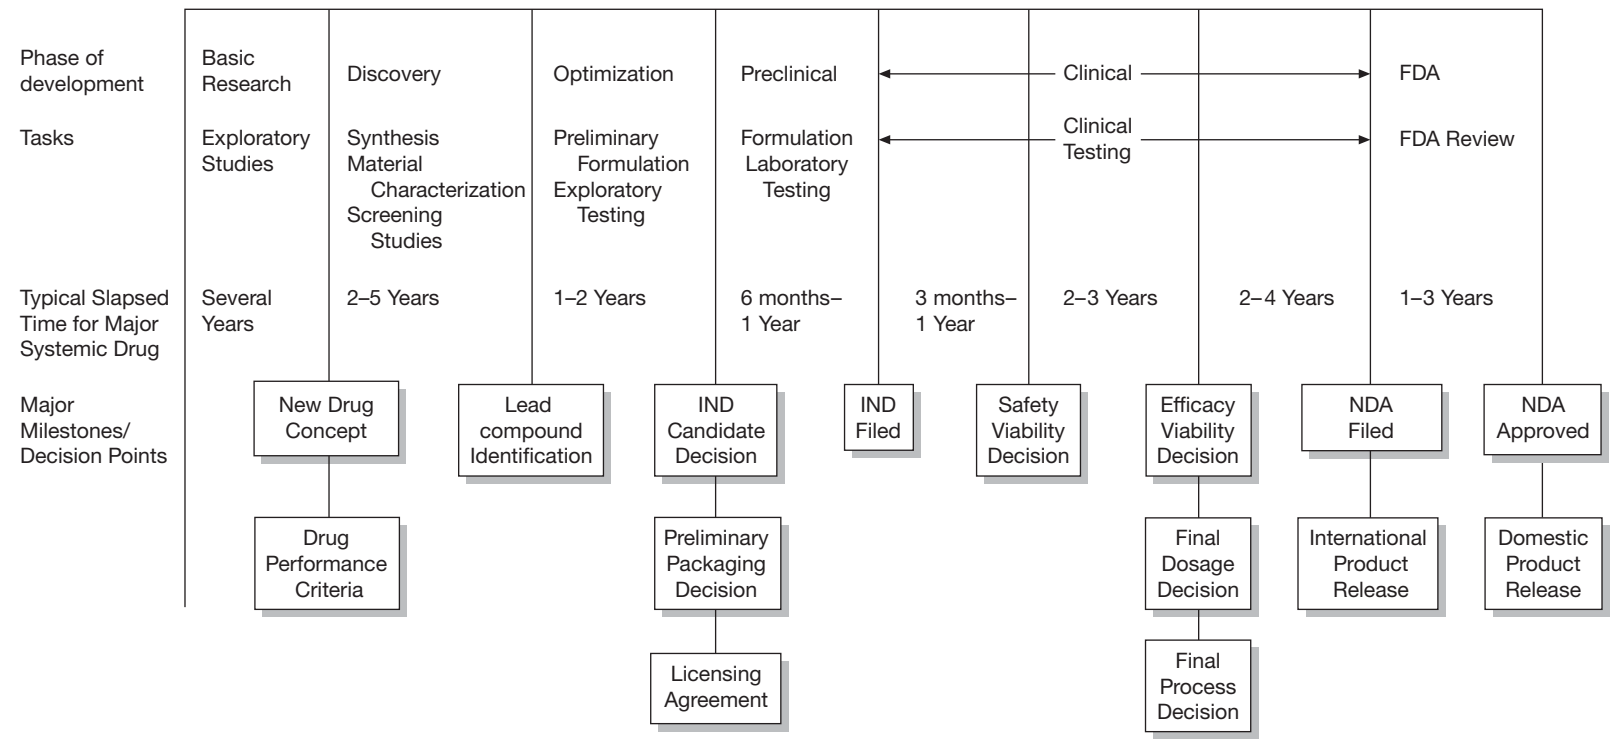 Phase of
development
Basic
Research
Discovery
Optimization
Preclinical
Clinical
FDA
Tasks
Exploratory
Studies
Synthesis
Material
Characterization
Screening
Studies
Preliminary
Formulation
Exploratory
Testing
Formulation
Laboratory
Testing
Clinical
Testing
FDA Review
Typical Slapsed
Time for Major
Systemic Drug
Several
Years
2–5 Years
1–2 Years
6 months–
1 Year
3 months–
1 Year
2–3 Years
2–4 Years
1–3 Years
Major
Milestones/
Decision Points
New Drug
Concept
Lead
compound
Identification
IND
Candidate
Decision
IND
Filed
Safety
Viability
Decision
Efficacy
Viability
Decision
NDA
Filed
NDA
Approved
Drug
Performance
Criteria
Preliminary
Packaging
Decision
Final
Dosage
Decision
International
Product
Release
Domestic
Product
Release
Licensing
Agreement
Final
Process
Decision